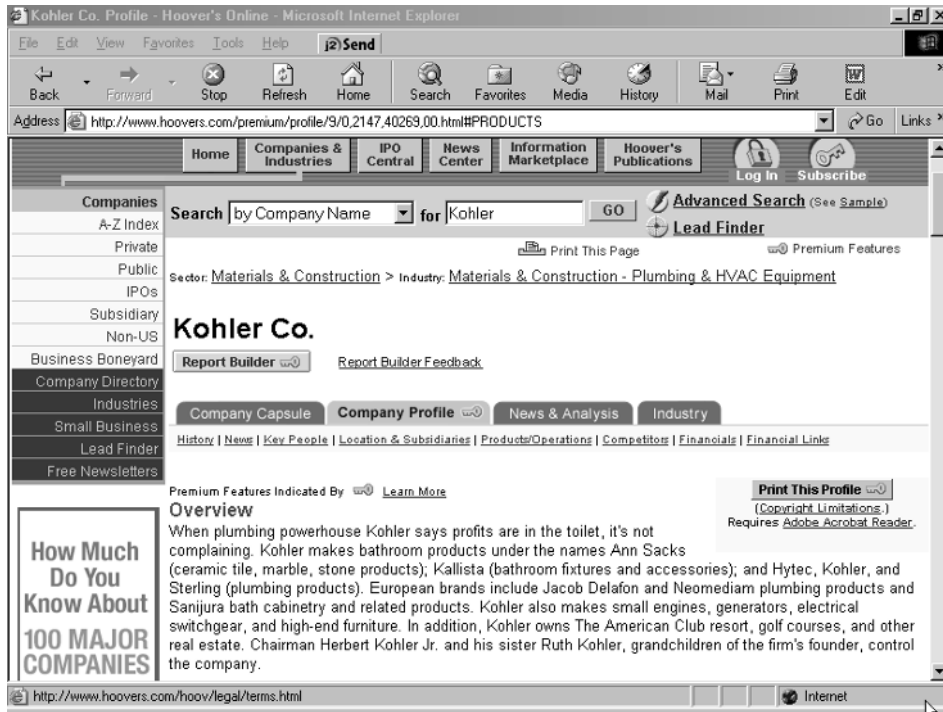 Kohler Co. Profile - Hoover's Online - Microsoft Internet Explorer
File Edit View Favorites Tools Help j2 Send
Back Forward Stop Refresh Home Search Favorites Media History Mail Print Edit
Address http://www.hoovers.com/premium/profile/9/0,2147,40269,00.html#PRODUCTS Go Links
Home Companies & Industries IPO Central News Center Information Marketplace Hoover's Publications Log In Subscribe
Companies
A-Z Index
Private
Public
IPOs
Subsidiary
Non-US
Business Boneyard
Company Directory
Industries
Small Business
Lead Finder
Free Newsletters
How Much
Do You
Know About
100 MAJOR
COMPANIES
Search by Company Name for Kohler GO Advanced Search (See Sample)
Lead Finder
Print This Page Premium Features
Sector: Materials & Construction > Industry: Materials & Construction - Plumbing & HVAC Equipment
Kohler Co.
Report Builder Report Builder Feedback
Company Capsule Company Profile News & Analysis Industry
History | News | Key People | Location & Subsidiaries | Products/Operations | Competitors | Financials | Financial Links
Premium Features Indicated By Learn More
Print This Profile
(Copyright Limitations.)
Requires Adobe Acrobat Reader.
Overview
When plumbing powerhouse Kohler says profits are in the toilet, it's not
complaining. Kohler makes bathroom products under the names Ann Sacks
(ceramic tile, marble, stone products); Kallista (bathroom fixtures and accessories); and Hytec, Kohler, and
Sterling (plumbing products). European brands include Jacob Delafon and Neomediam plumbing products and
Sanijura bath cabinetry and related products. Kohler also makes small engines, generators, electrical
switchgear, and high-end furniture. In addition, Kohler owns The American Club resort, golf courses, and other
real estate. Chairman Herbert Kohler Jr. and his sister Ruth Kohler, grandchildren of the firm's founder, control
the company.
http://www.hoovers.com/hoov/legal/terms.html Internet